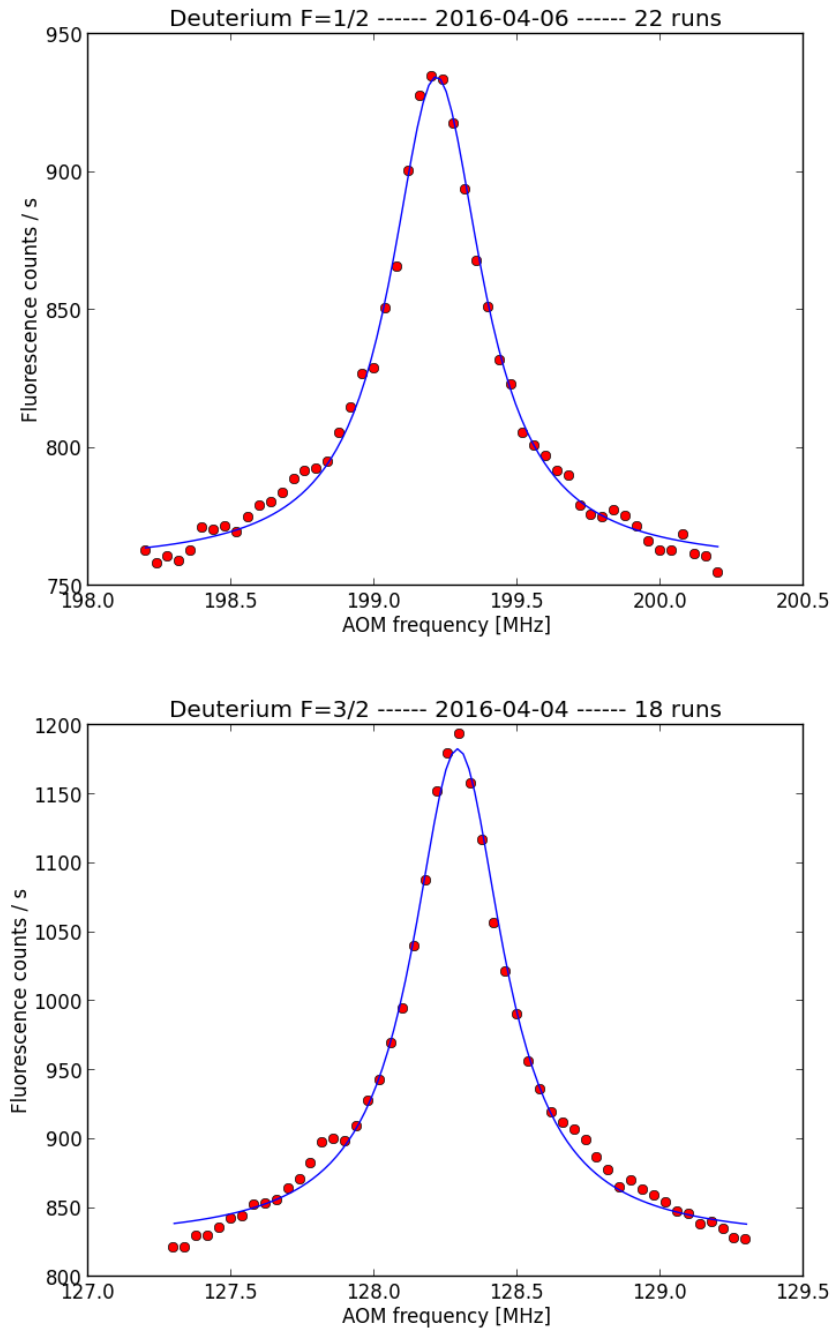 Deuterium F=1/2 ------ 2016-04-06 ------ 22 runs
950
900
850
800
750
Fluorescence counts / s
198.0 198.5 199.0 199.5 200.0 200.5
AOM frequency [MHz]
Deuterium F=3/2 ------ 2016-04-04 ------ 18 runs
1200
1150
1100
1050
1000
950
900
850
800
Fluorescence counts / s
127.0 127.5 128.0 128.5 129.0 129.5
AOM frequency [MHz]